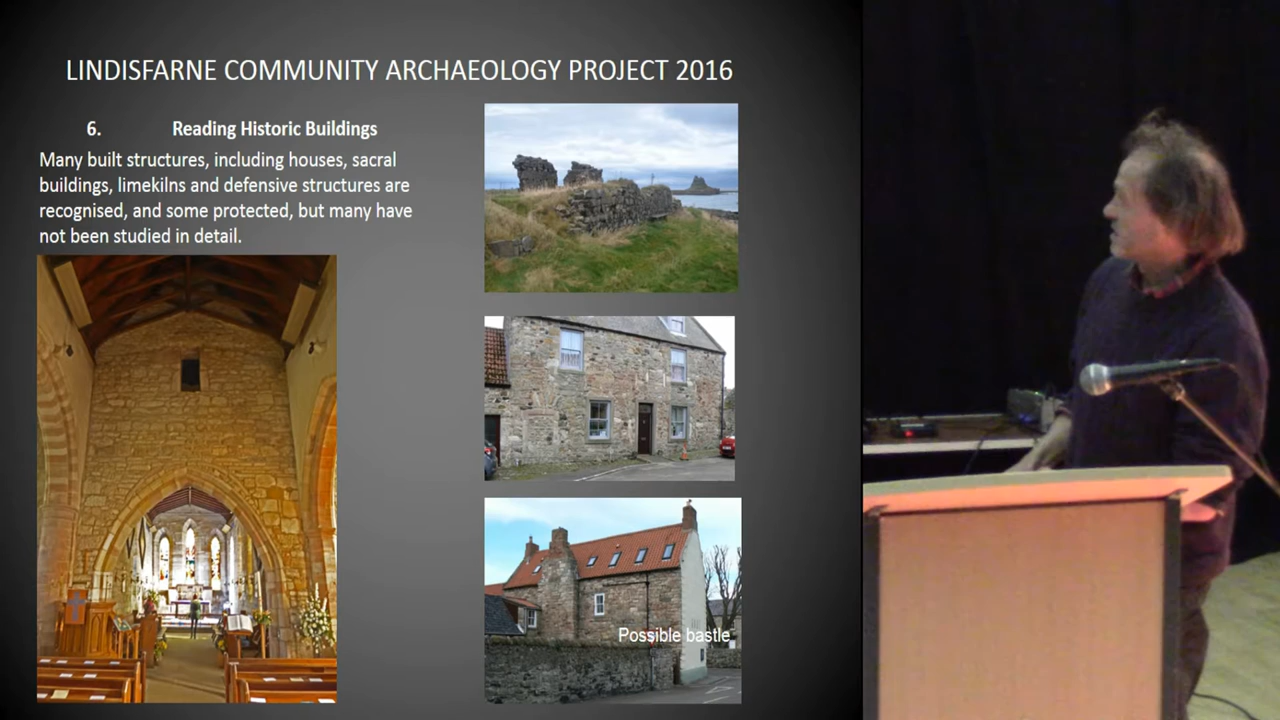 LINDISFARNE COMMUNITY ARCHAEOLOGY PROJECT 2016
6. Reading Historic Buildings
Many built structures, including houses, sacral
buildings, limekilns and defensive structures are
recognised, and some protected, but many have
not been studied in detail.
Possible bastle